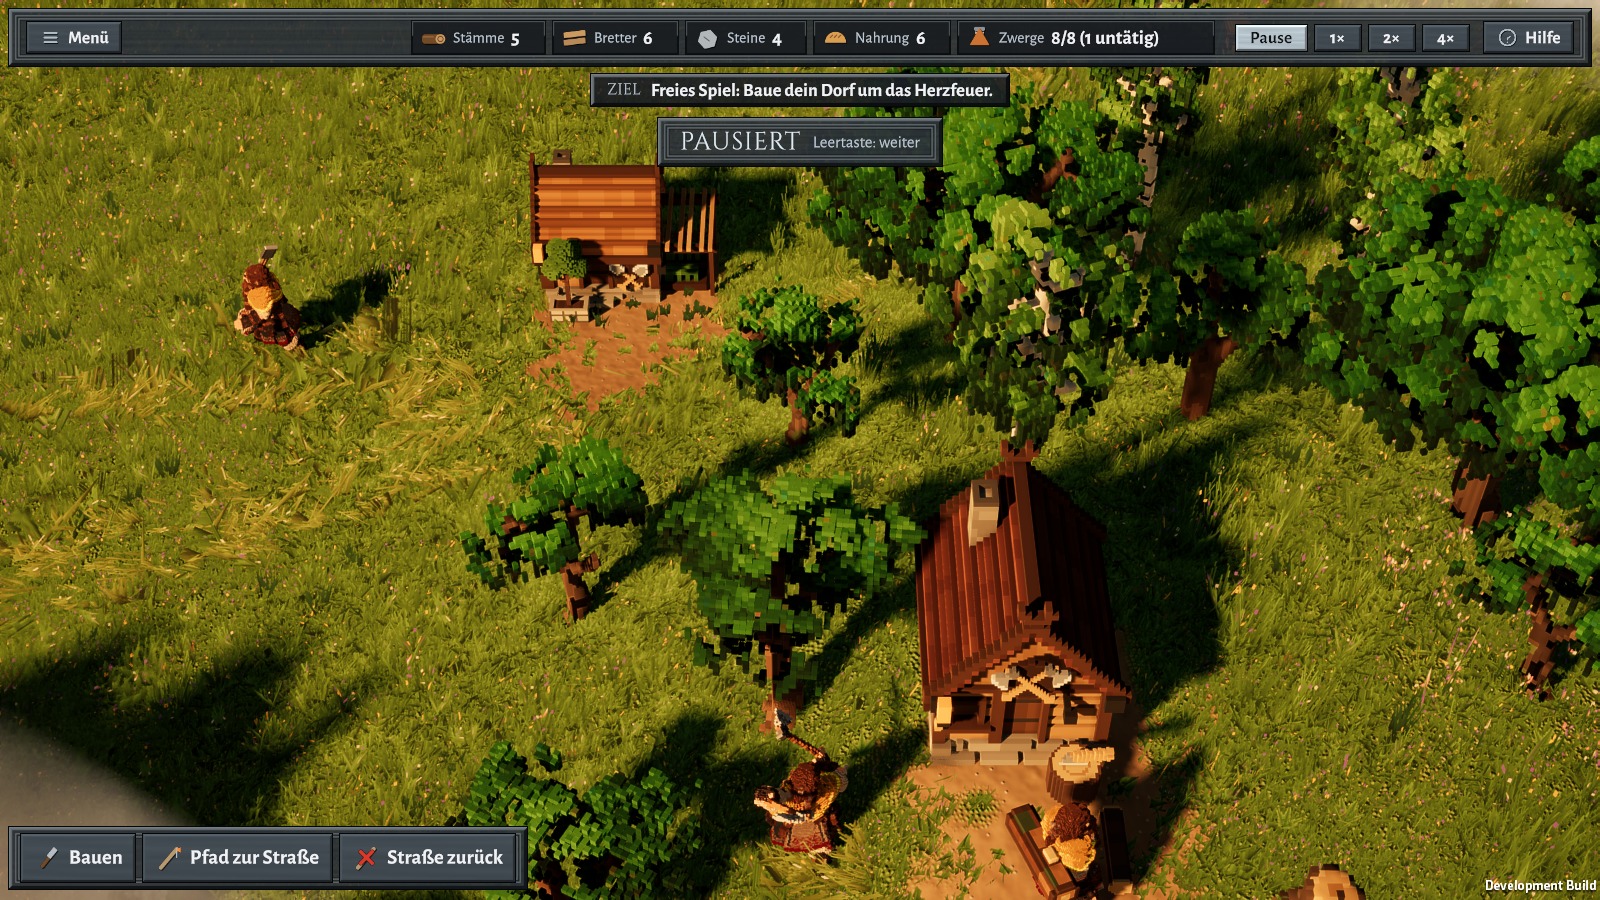 Menü
Stämme 5
Bretter 6
Steine 4
Nahrung 6
Zwerge 8/8 (1 untätig)
Pause
1×
2×
4×
Hilfe
ZIEL Freies Spiel: Baue dein Dorf um das Herzfeuer.
PAUSIERT Leertaste: weiter
Bauen
Pfad zur Straße
Straße zurück
Development Build